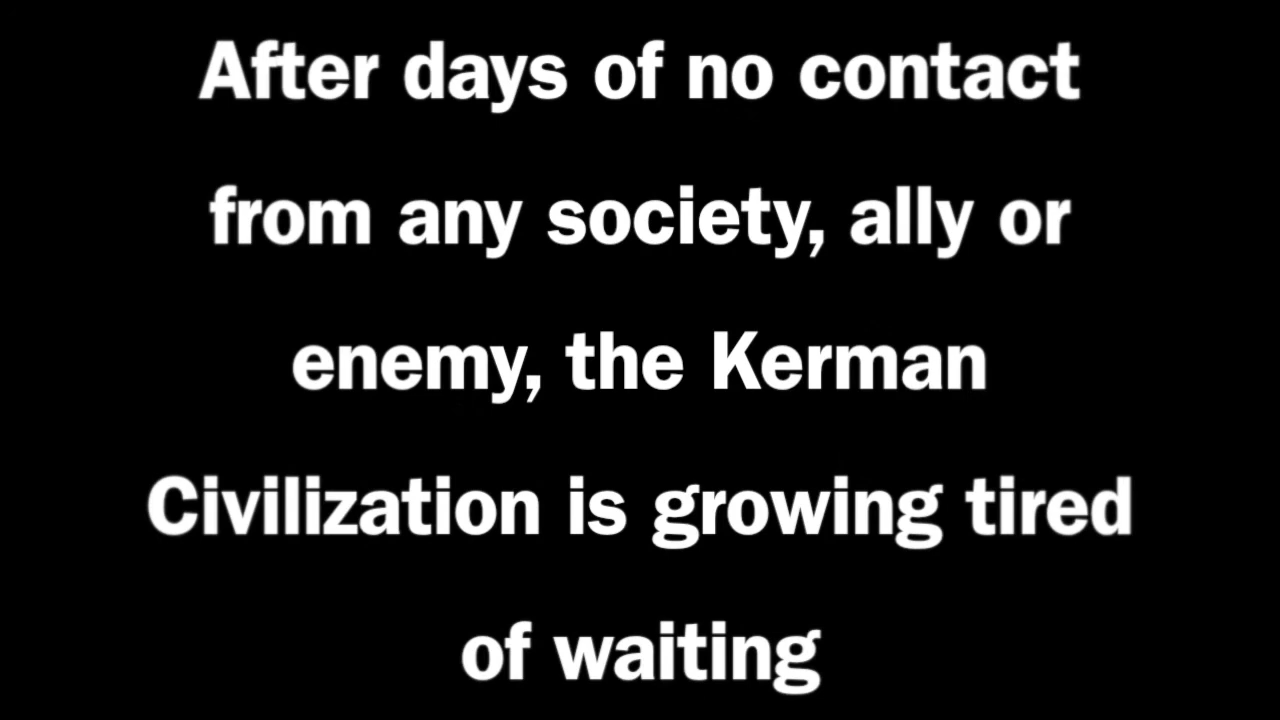 After days of no contact
from any society, ally or
enemy, the Kerman
Civilization is growing tired
of waiting